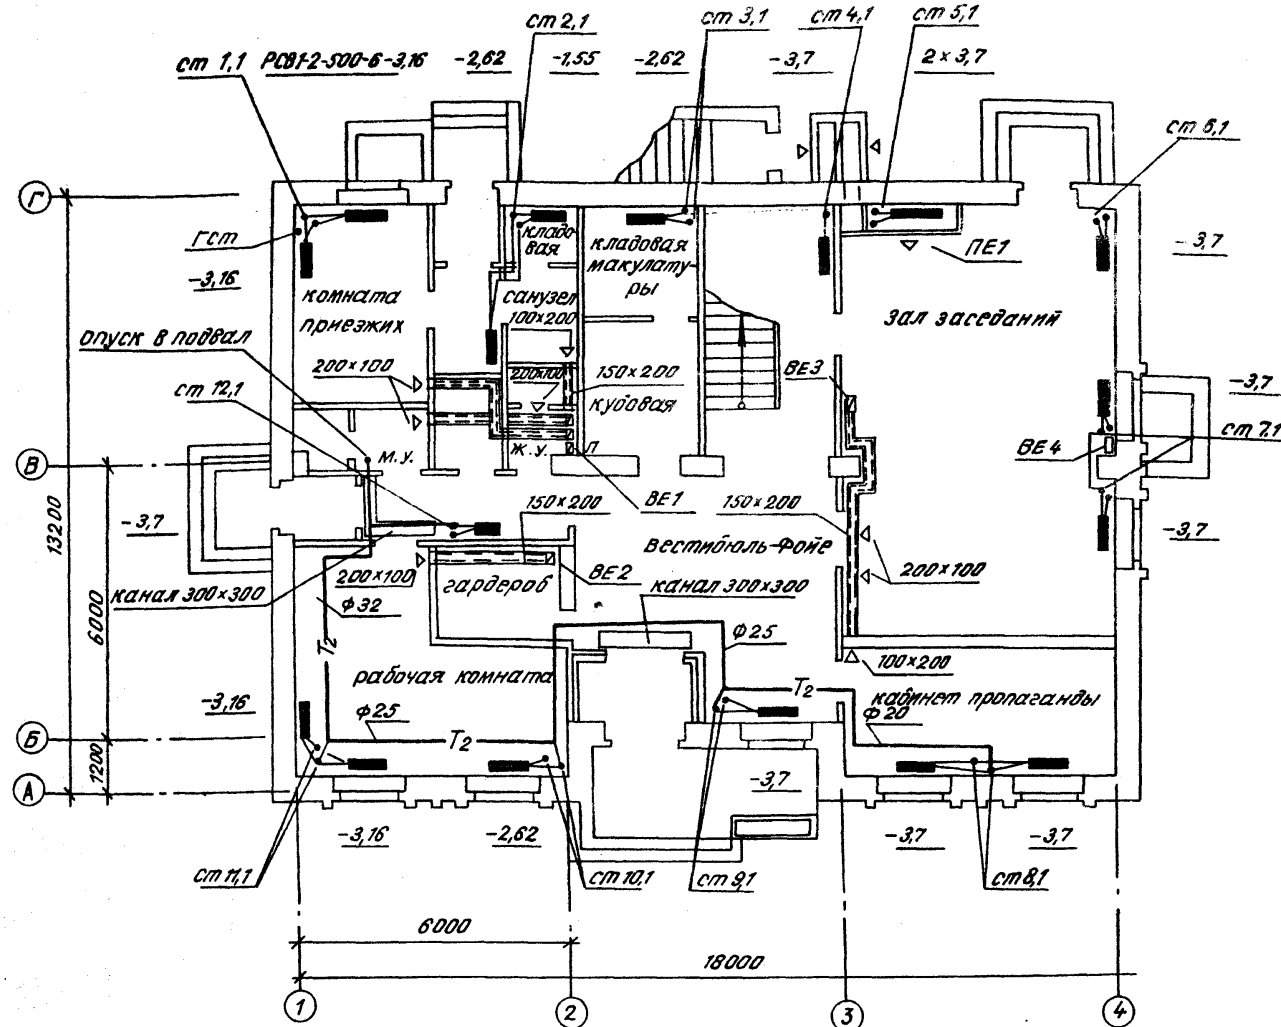 ст 2,1
ст 3,1
ст 4,1
ст 5,1
ст 1,1
РСВ1-2-500-6-3,16
-2,62
-1,55
-2,62
-3,7
2×3,7
ст 6,1
Г
гст
-3,16
кладо-
вая
кладовая
макулату-
ры
ПЕ1
-3,7
комната
приезжих
санузел
100×200
зал заседаний
опуск в подвал
200×100
200×100
150×200
ВЕ3
-3,7
ст 12,1
кубовая
ст 7,1
ВЕ4
В
м.у.
ж.у.
П
ВЕ1
150×200
150×200
-3,7
-3,7
13200
вестибюль-фойе
200×100
ВЕ2
200×100
гардероб
канал 300×300
канал 300×300
Ф32
6000
Т2
Ф25
100×200
рабочая комната
Т2
кабинет пропаганды
-3,16
Ф25
Ф20
Б
Т2
1200
А
-3,7
-3,16
-2,62
-3,7
-3,7
ст 11,1
ст 10,1
ст 9,1
ст 8,1
6000
18000
1
2
3
4